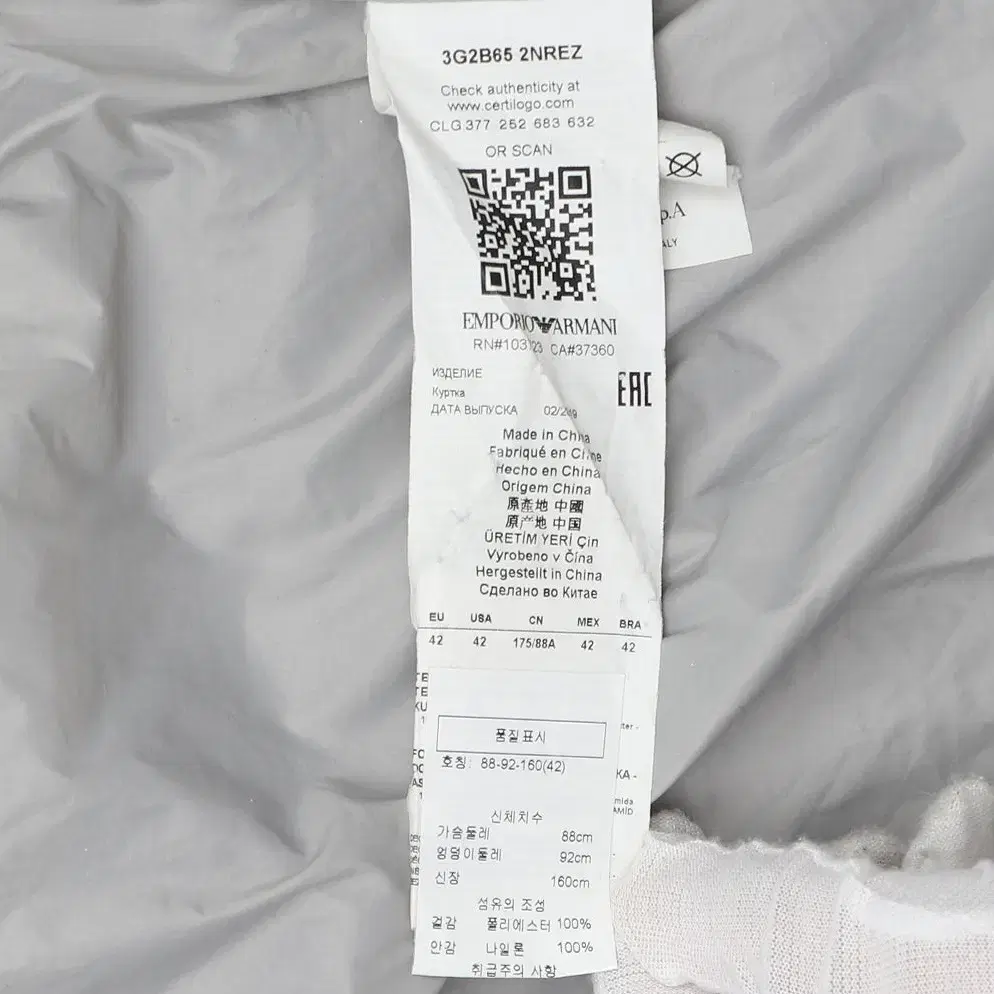 3G2B65 2NREZ
Check authenticity at
www.certilogo.com
CLG 377 252 683 632
OR SCAN
p.A
ALY
EMPORIO ARMANI
CA#37360
ИЗДЕЛИЕ
EAC
Куртка
ДАТА ВЫПУСКА
Made in China
Fabriqué en Chine
Hecho en China
Origem China
原產地 中國
原产地 中国
ÜRETİM YERİ Çin
Vyrobeno v Čína
Hergestellt in China
Сделано во Китае
EU USA CN MEX BRA
42 42 175/88A 42 42
품질표시
호칭: 88-92-160(42)
신체치수
가슴둘레 88cm
엉덩이둘레 92cm
신장 160cm
섬유의 조성
겉감 폴리에스터 100%
안감 나일론 100%
취급주의 사항